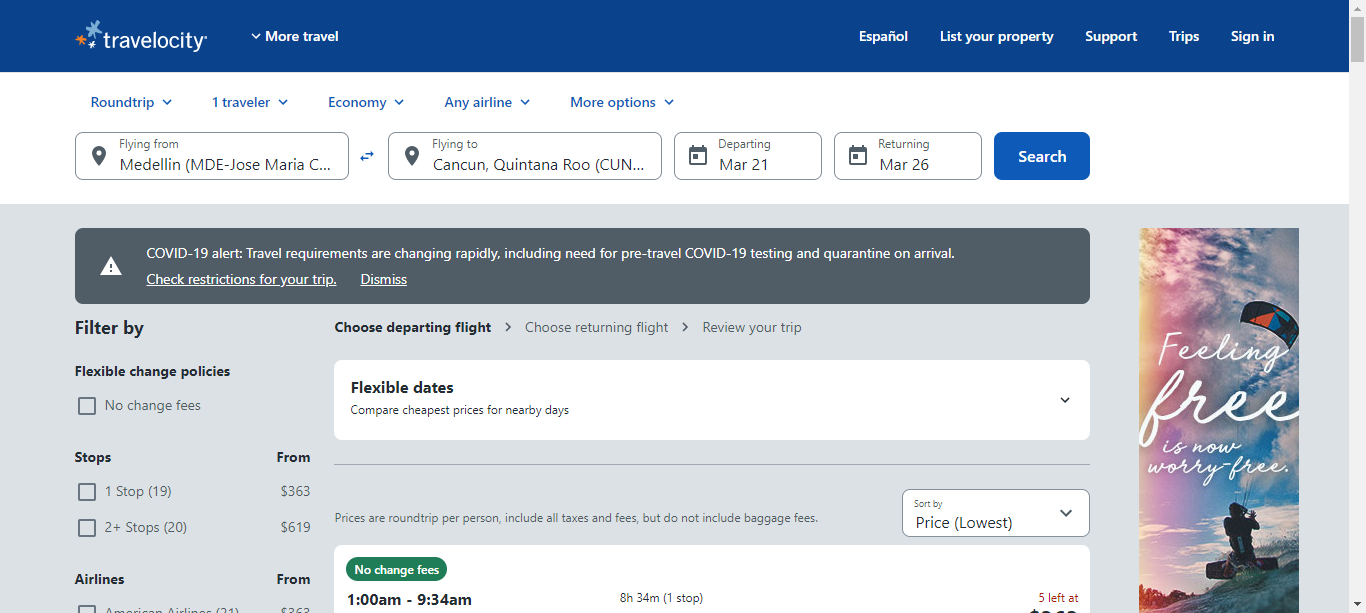 travelocity
More travel
Español
List your property
Support
Trips
Sign in
Roundtrip
1 traveler
Economy
Any airline
More options
Flying from
Medellin (MDE-Jose Maria C...
Flying to
Cancun, Quintana Roo (CUN...
Departing
Mar 21
Returning
Mar 26
Search
COVID-19 alert: Travel requirements are changing rapidly, including need for pre-travel COVID-19 testing and quarantine on arrival.
Check restrictions for your trip.
Dismiss
Filter by
Flexible change policies
No change fees
Stops From
1 Stop (19) $363
2+ Stops (20) $619
Airlines From
American Airlines (21) $363
Choose departing flight
Choose returning flight
Review your trip
Flexible dates
Compare cheapest prices for nearby days
Prices are roundtrip per person, include all taxes and fees, but do not include baggage fees.
Sort by
Price (Lowest)
No change fees
1:00am - 9:34am
8h 34m (1 stop)
5 left at
Feeling
free
is now
worry-free.